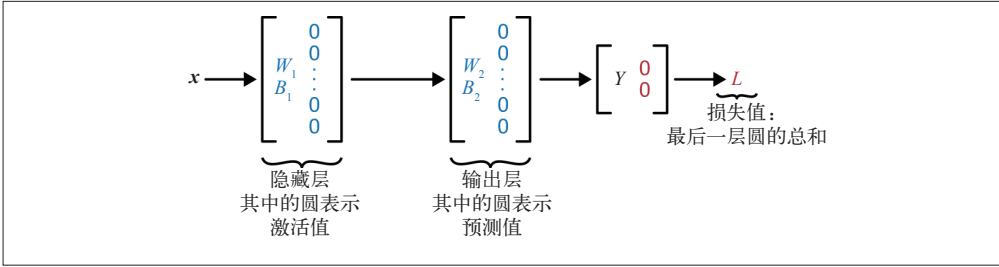 x
0
0
W1 ⋮
B1 ⋮
0
0
0
0
W2 ⋮
B2 ⋮
0
0
Y 0
0
L
隐藏层
其中的圆表示
激活值
输出层
其中的圆表示
预测值
损失值：
最后一层圆的总和